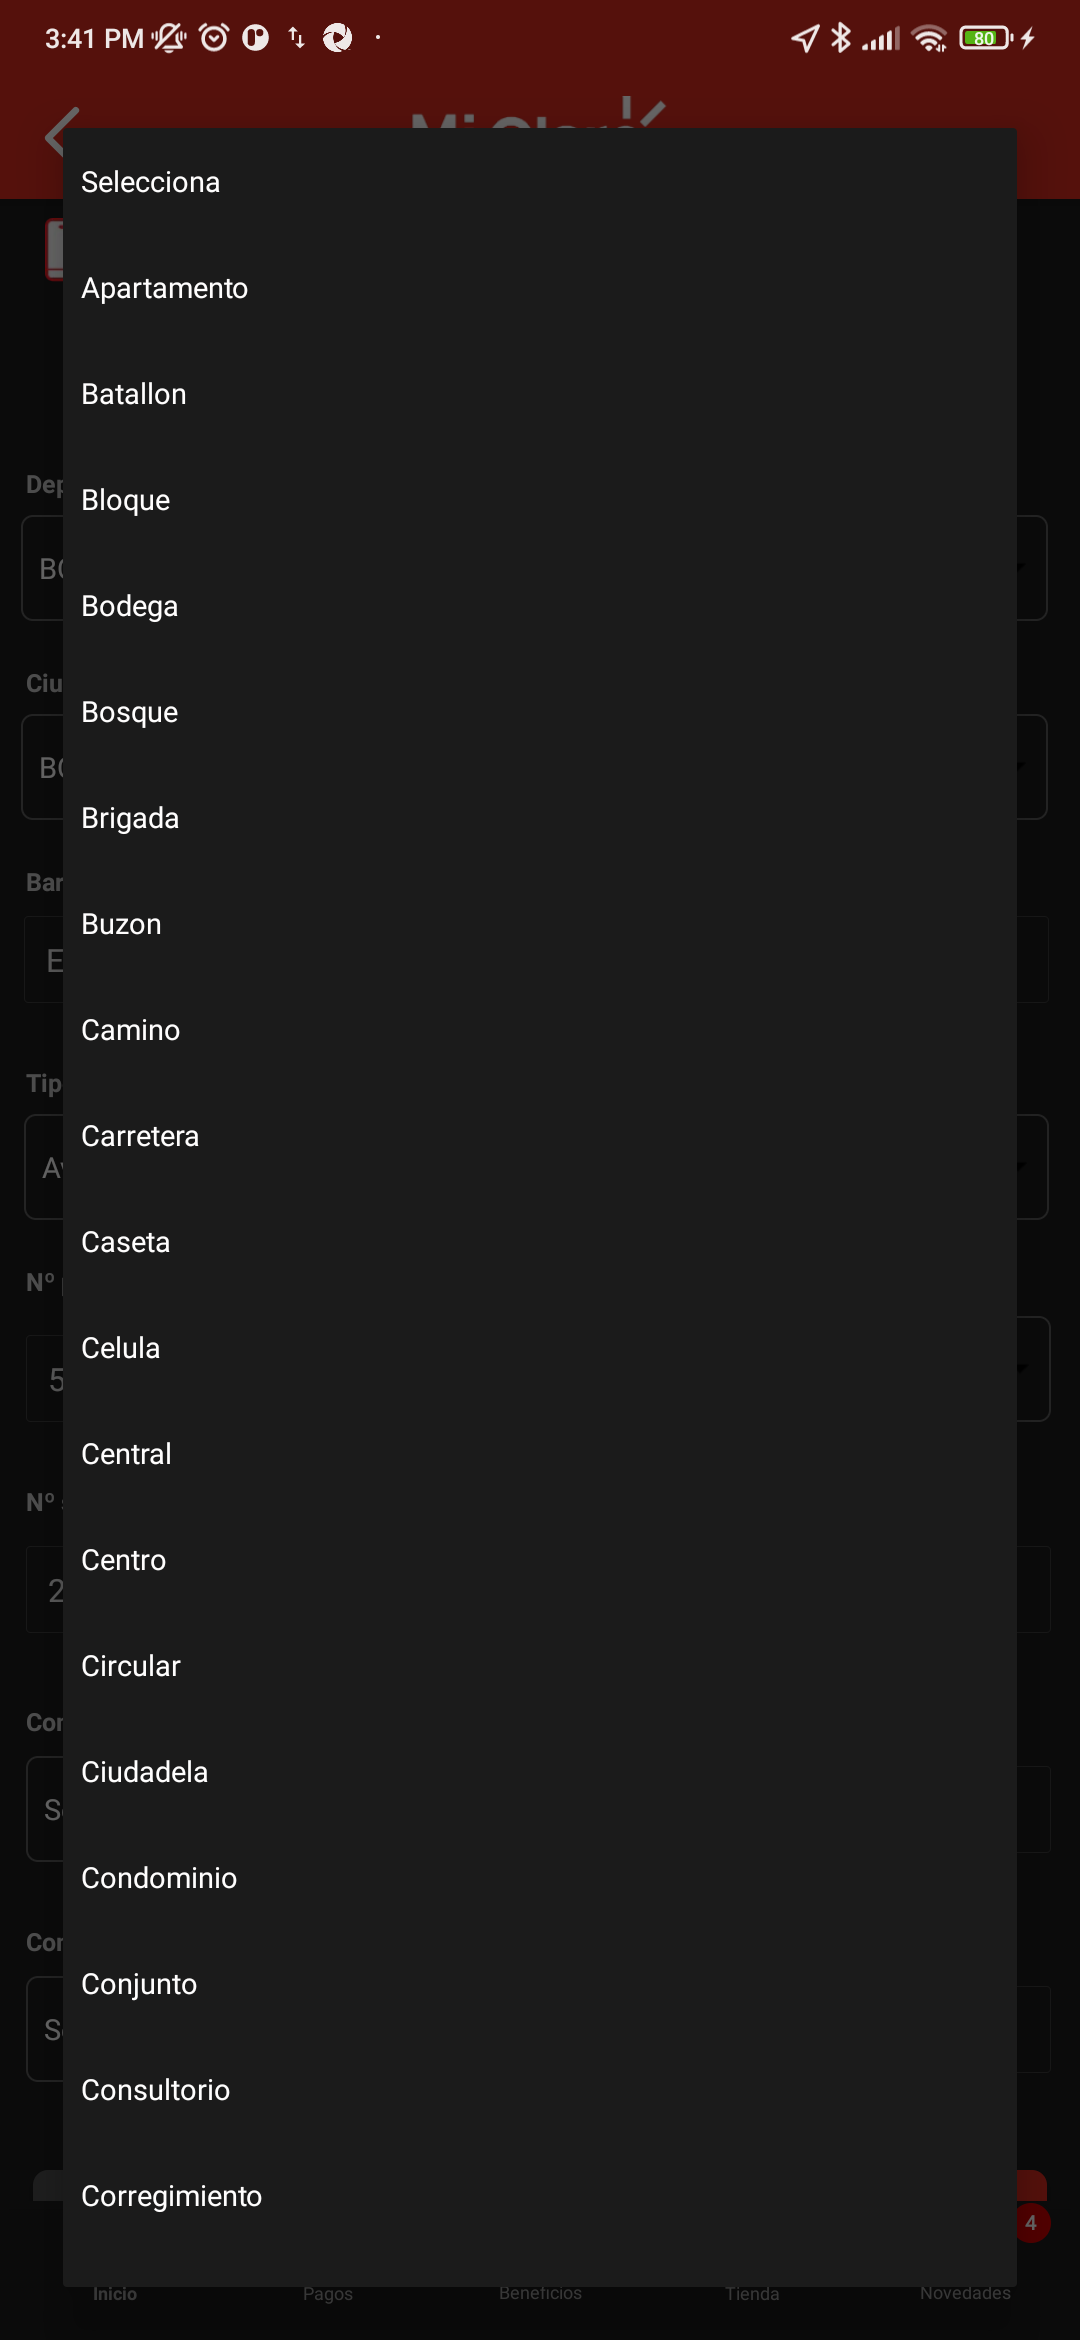 3:41 PM
80
Selecciona
Apartamento
Batallon
Bloque
Bodega
Bosque
Brigada
Buzon
Camino
Carretera
Caseta
Celula
Central
Centro
Circular
Ciudadela
Condominio
Conjunto
Consultorio
Corregimiento
4
Inicio
Pagos
Beneficios
Tienda
Novedades